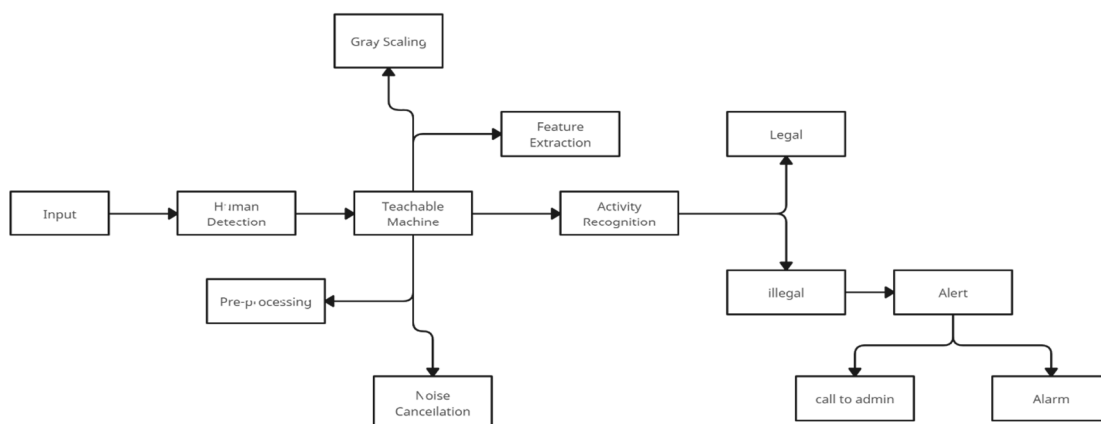 Gray Scaling
Feature
Extraction
Legal
Input
Human
Detection
Teachable
Machine
Activity
Recognition
Pre-processing
illegal
Alert
Noise
Cancellation
call to admin
Alarm